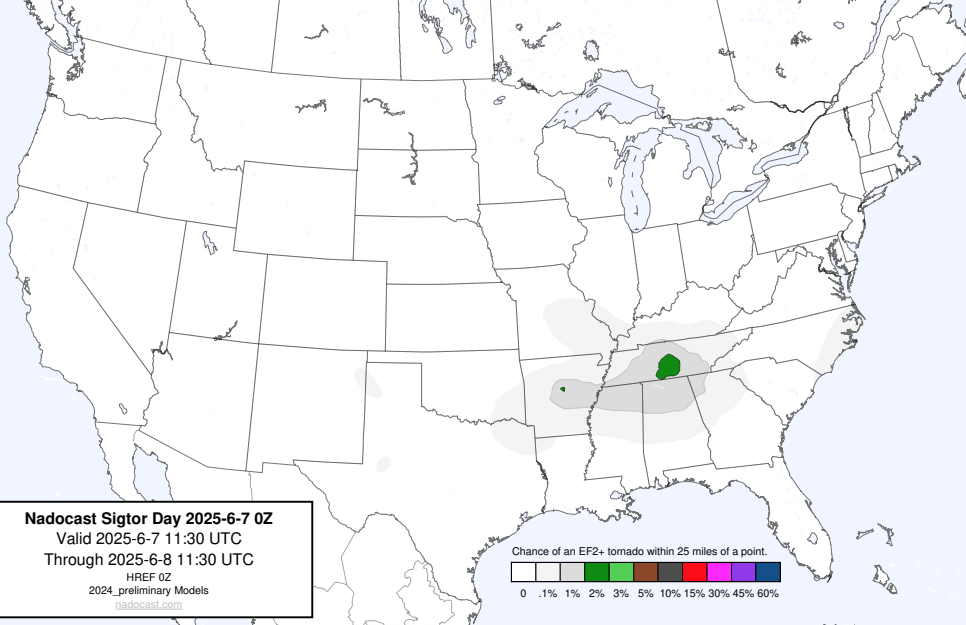 Nadocast Sigtor Day 2025-6-7 0Z
Valid 2025-6-7 11:30 UTC
Through 2025-6-8 11:30 UTC
HREF 0Z
2024_preliminary Models
nadocast.com
Chance of an EF2+ tornado within 25 miles of a point.
0 .1% 1% 2% 3% 5% 10% 15% 30% 45% 60%